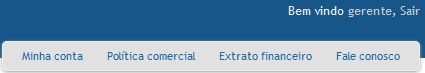 Bem vindo gerente, Sair
Minha conta Política comercial Extrato financeiro Fale conosco